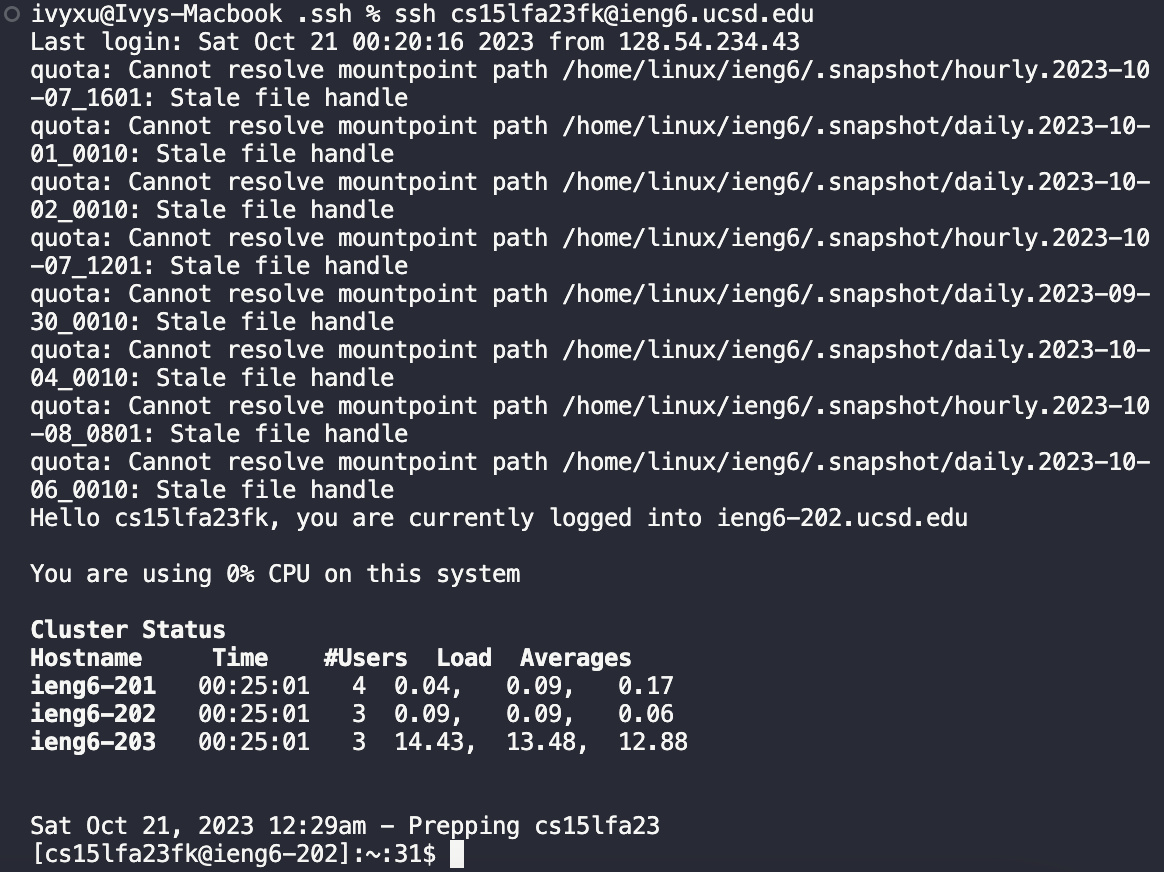 ivyxu@Ivys-Macbook .ssh % ssh cs15lfa23fk@ieng6.ucsd.edu
Last login: Sat Oct 21 00:20:16 2023 from 128.54.234.43
quota: Cannot resolve mountpoint path /home/linux/ieng6/.snapshot/hourly.2023-10
-07_1601: Stale file handle
quota: Cannot resolve mountpoint path /home/linux/ieng6/.snapshot/daily.2023-10-
01_0010: Stale file handle
quota: Cannot resolve mountpoint path /home/linux/ieng6/.snapshot/daily.2023-10-
02_0010: Stale file handle
quota: Cannot resolve mountpoint path /home/linux/ieng6/.snapshot/hourly.2023-10
-07_1201: Stale file handle
quota: Cannot resolve mountpoint path /home/linux/ieng6/.snapshot/daily.2023-09-
30_0010: Stale file handle
quota: Cannot resolve mountpoint path /home/linux/ieng6/.snapshot/daily.2023-10-
04_0010: Stale file handle
quota: Cannot resolve mountpoint path /home/linux/ieng6/.snapshot/hourly.2023-10
-08_0801: Stale file handle
quota: Cannot resolve mountpoint path /home/linux/ieng6/.snapshot/daily.2023-10-
06_0010: Stale file handle
Hello cs15lfa23fk, you are currently logged into ieng6-202.ucsd.edu
You are using 0% CPU on this system
Cluster Status
Hostname     Time    #Users  Load  Averages
ieng6-201   00:25:01   4  0.04,   0.09,   0.17
ieng6-202   00:25:01   3  0.09,   0.09,   0.06
ieng6-203   00:25:01   3  14.43,  13.48,  12.88
Sat Oct 21, 2023 12:29am - Prepping cs15lfa23
[cs15lfa23fk@ieng6-202]:~:31$